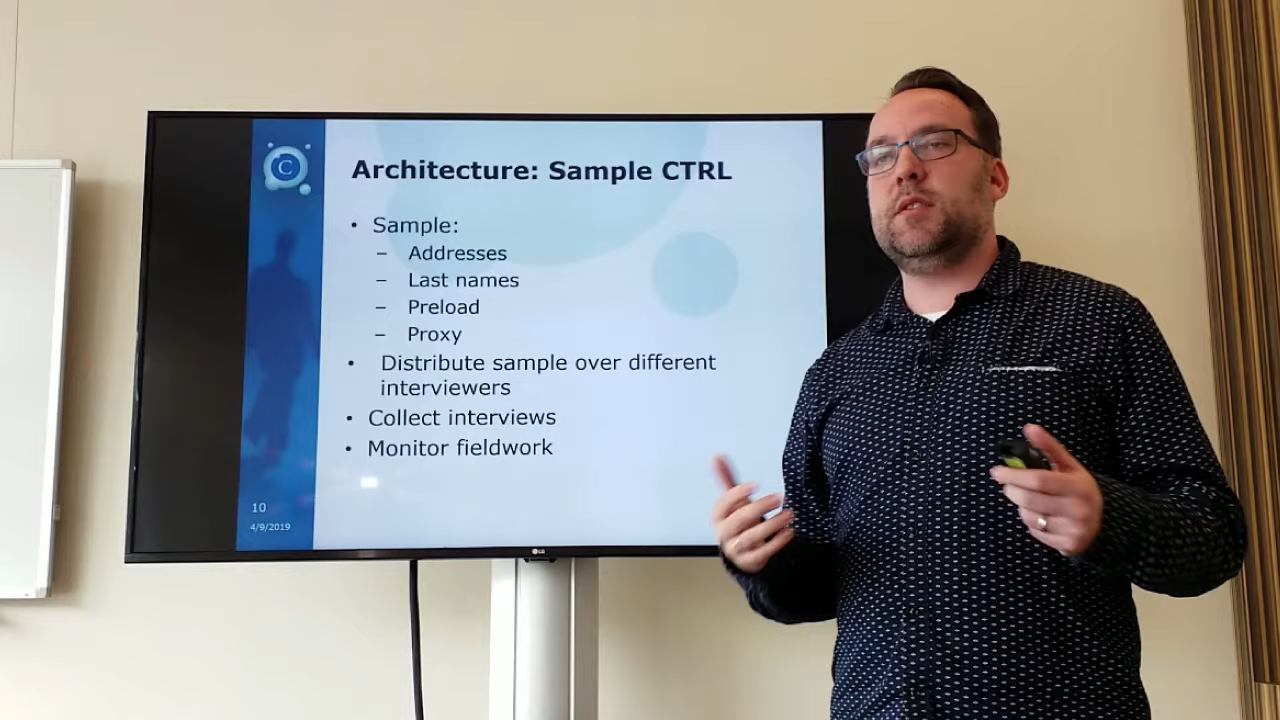 C
Architecture: Sample CTRL
• Sample:
– Addresses
– Last names
– Preload
– Proxy
• Distribute sample over different
interviewers
• Collect interviews
• Monitor fieldwork
10
4/9/2019
LG